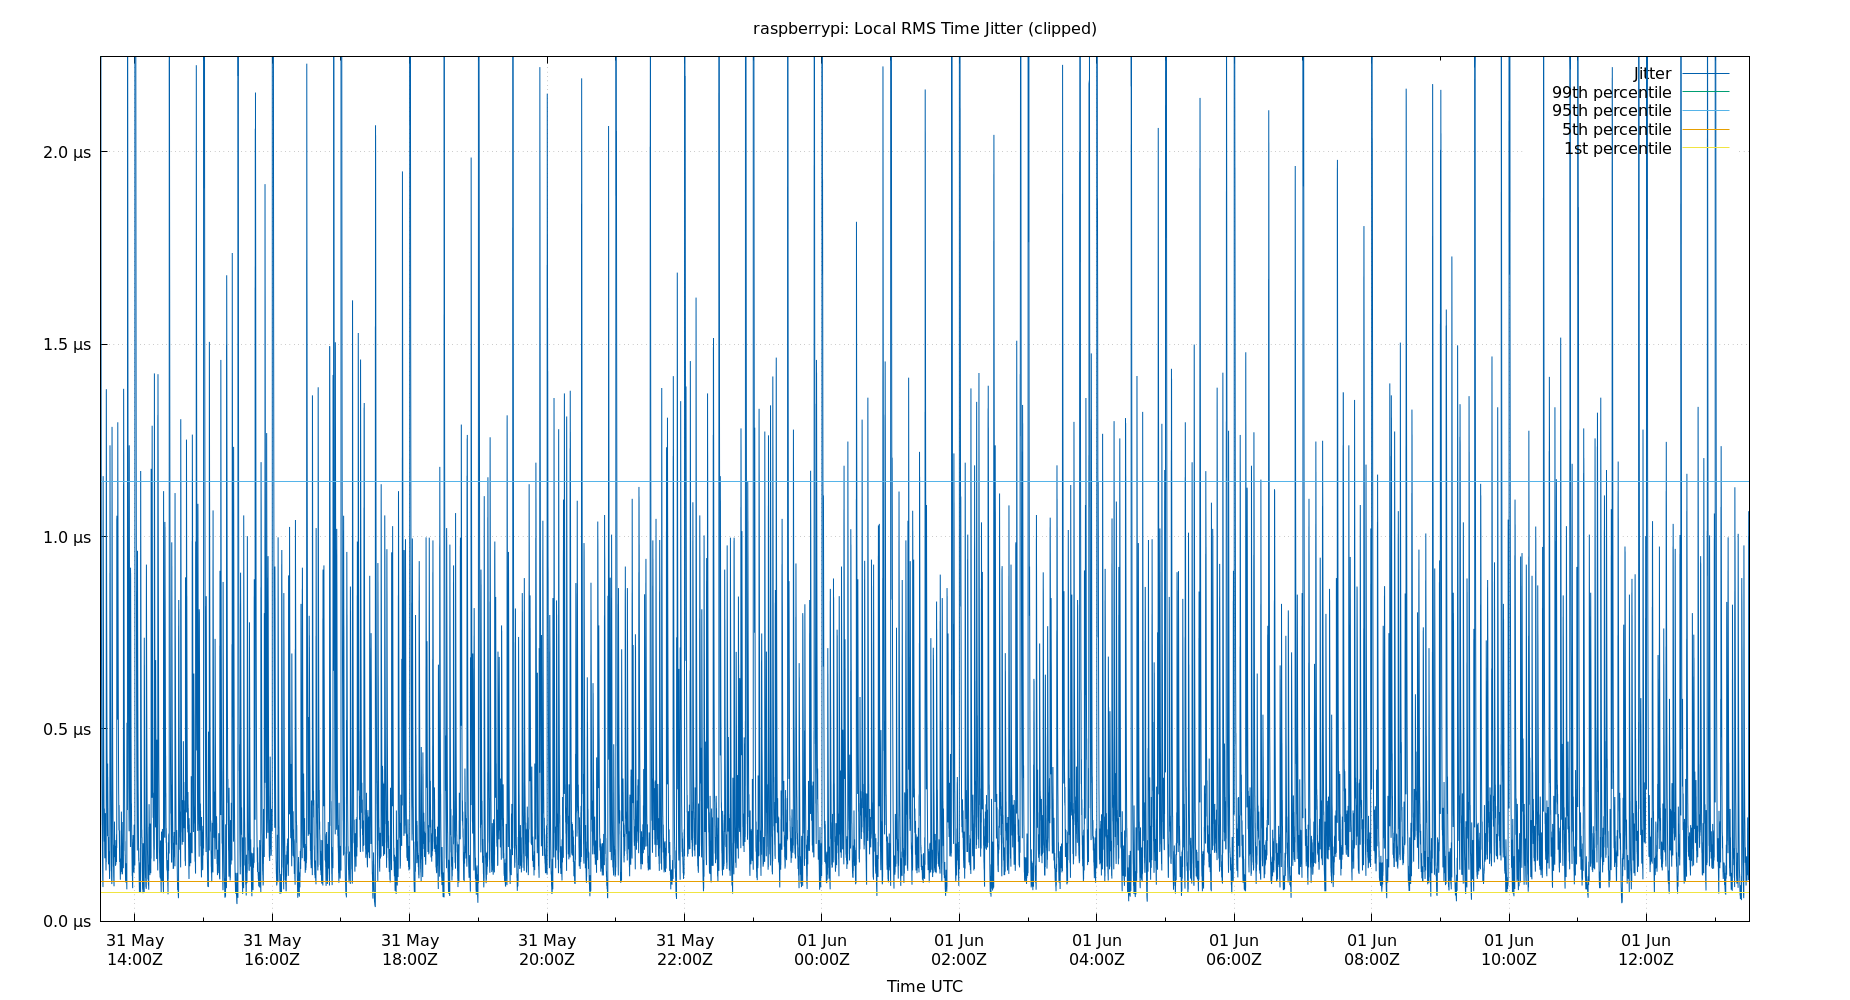 raspberrypi: Local RMS Time Jitter (clipped)
Jitter
99th percentile
95th percentile
5th percentile
1st percentile
2.0 µs
1.5 µs
1.0 µs
0.5 µs
0.0 µs
31 May 31 May 31 May 31 May 31 May 01 Jun 01 Jun 01 Jun 01 Jun 01 Jun 01 Jun 01 Jun
14:00Z 16:00Z 18:00Z 20:00Z 22:00Z 00:00Z 02:00Z 04:00Z 06:00Z 08:00Z 10:00Z 12:00Z
Time UTC